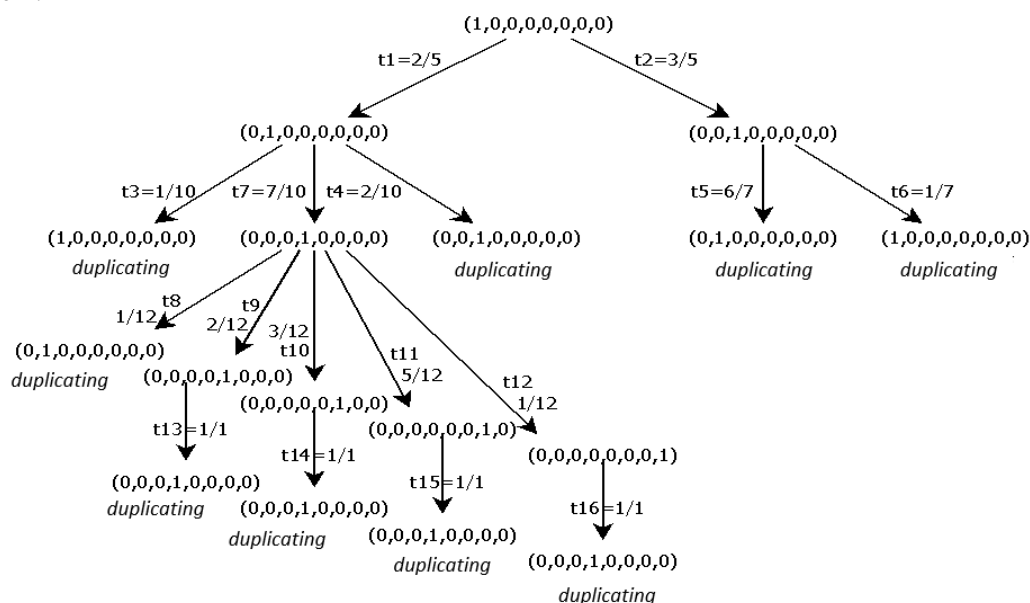 (1,0,0,0,0,0,0,0)
t1=2/5
t2=3/5
(0,1,0,0,0,0,0,0)
(0,0,1,0,0,0,0,0)
t3=1/10
t7=7/10
t4=2/10
t5=6/7
t6=1/7
(1,0,0,0,0,0,0,0)
(0,0,0,1,0,0,0,0)
(0,0,1,0,0,0,0,0)
(0,1,0,0,0,0,0,0)
(1,0,0,0,0,0,0,0)
duplicating
duplicating
duplicating
duplicating
t8
1/12
t9
2/12
3/12
t10
t11
5/12
t12
1/12
(0,1,0,0,0,0,0,0)
duplicating
(0,0,0,0,1,0,0,0)
(0,0,0,0,0,1,0,0)
(0,0,0,0,0,0,1,0)
(0,0,0,0,0,0,0,1)
t13=1/1
t14=1/1
t15=1/1
t16=1/1
(0,0,0,1,0,0,0,0)
duplicating
(0,0,0,1,0,0,0,0)
duplicating
(0,0,0,1,0,0,0,0)
duplicating
(0,0,0,1,0,0,0,0)
duplicating